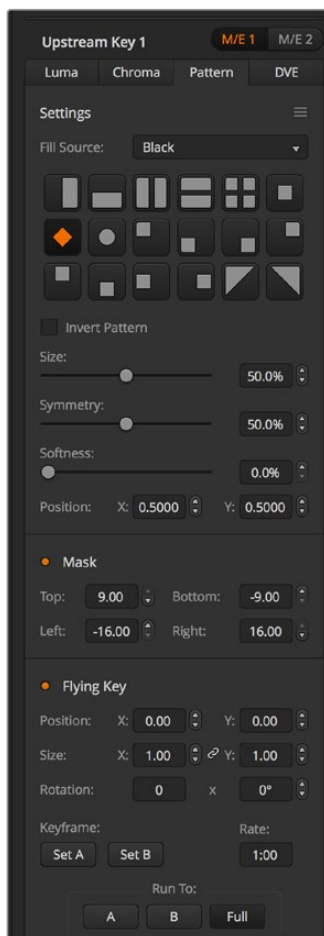 Upstream Key 1 M/E 1 M/E 2
Luma Chroma Pattern DVE
Settings
Fill Source: Black
Invert Pattern
Size:
50.0%
Symmetry:
50.0%
Softness:
0.0%
Position: X: 0.5000 Y: 0.5000
Mask
Top: 9.00 Bottom: -9.00
Left: -16.00 Right: 16.00
Flying Key
Position: X: 0.00 Y: 0.00
Size: X: 1.00 Y: 1.00
Rotation: 0 x 0°
Keyframe: Rate:
Set A Set B 1:00
Run To:
A B Full